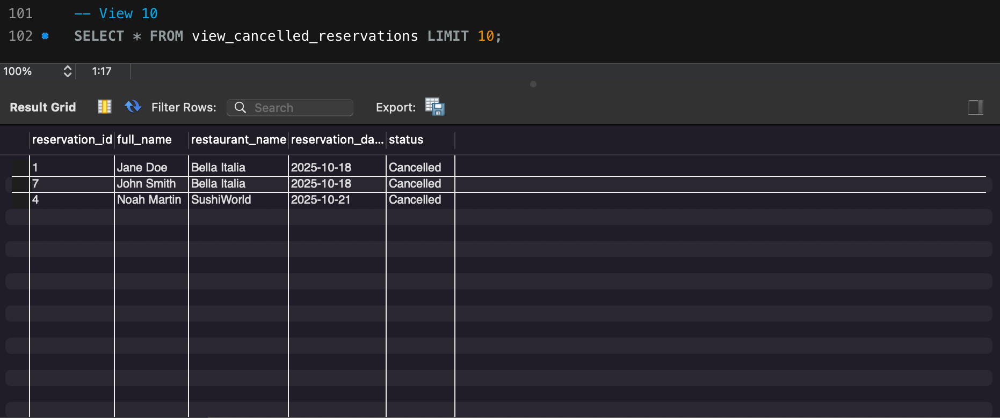 101 -- View 10
102 SELECT * FROM view_cancelled_reservations LIMIT 10;
100% 1:17
Result Grid Filter Rows: Search Export:
reservation_id full_name restaurant_name reservation_da... status
1 Jane Doe Bella Italia 2025-10-18 Cancelled
7 John Smith Bella Italia 2025-10-18 Cancelled
4 Noah Martin SushiWorld 2025-10-21 Cancelled